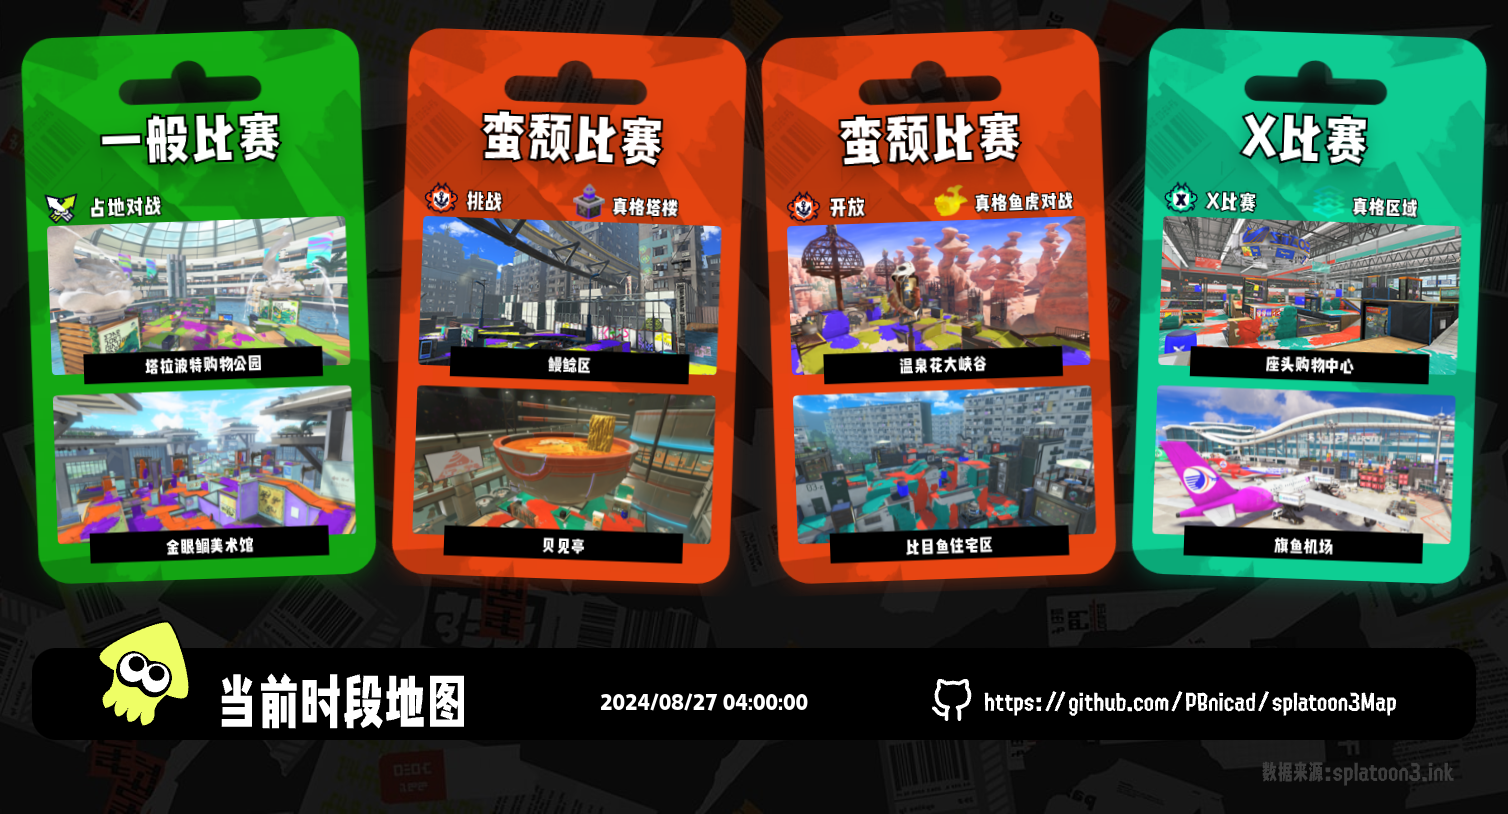 一般比赛
占地对战
塔拉波特购物公园
金眼鲷美术馆
蛮颓比赛
挑战
真格塔楼
鳗鲶区
贝见亭
蛮颓比赛
开放
真格鱼虎对战
温泉花大峡谷
比目鱼住宅区
X比赛
X比赛
真格区域
座头购物中心
旗鱼机场
当前时段地图
2024/08/27 04:00:00
https://github.com/PBnicad/splatoon3Map
数据来源:splatoon3.ink